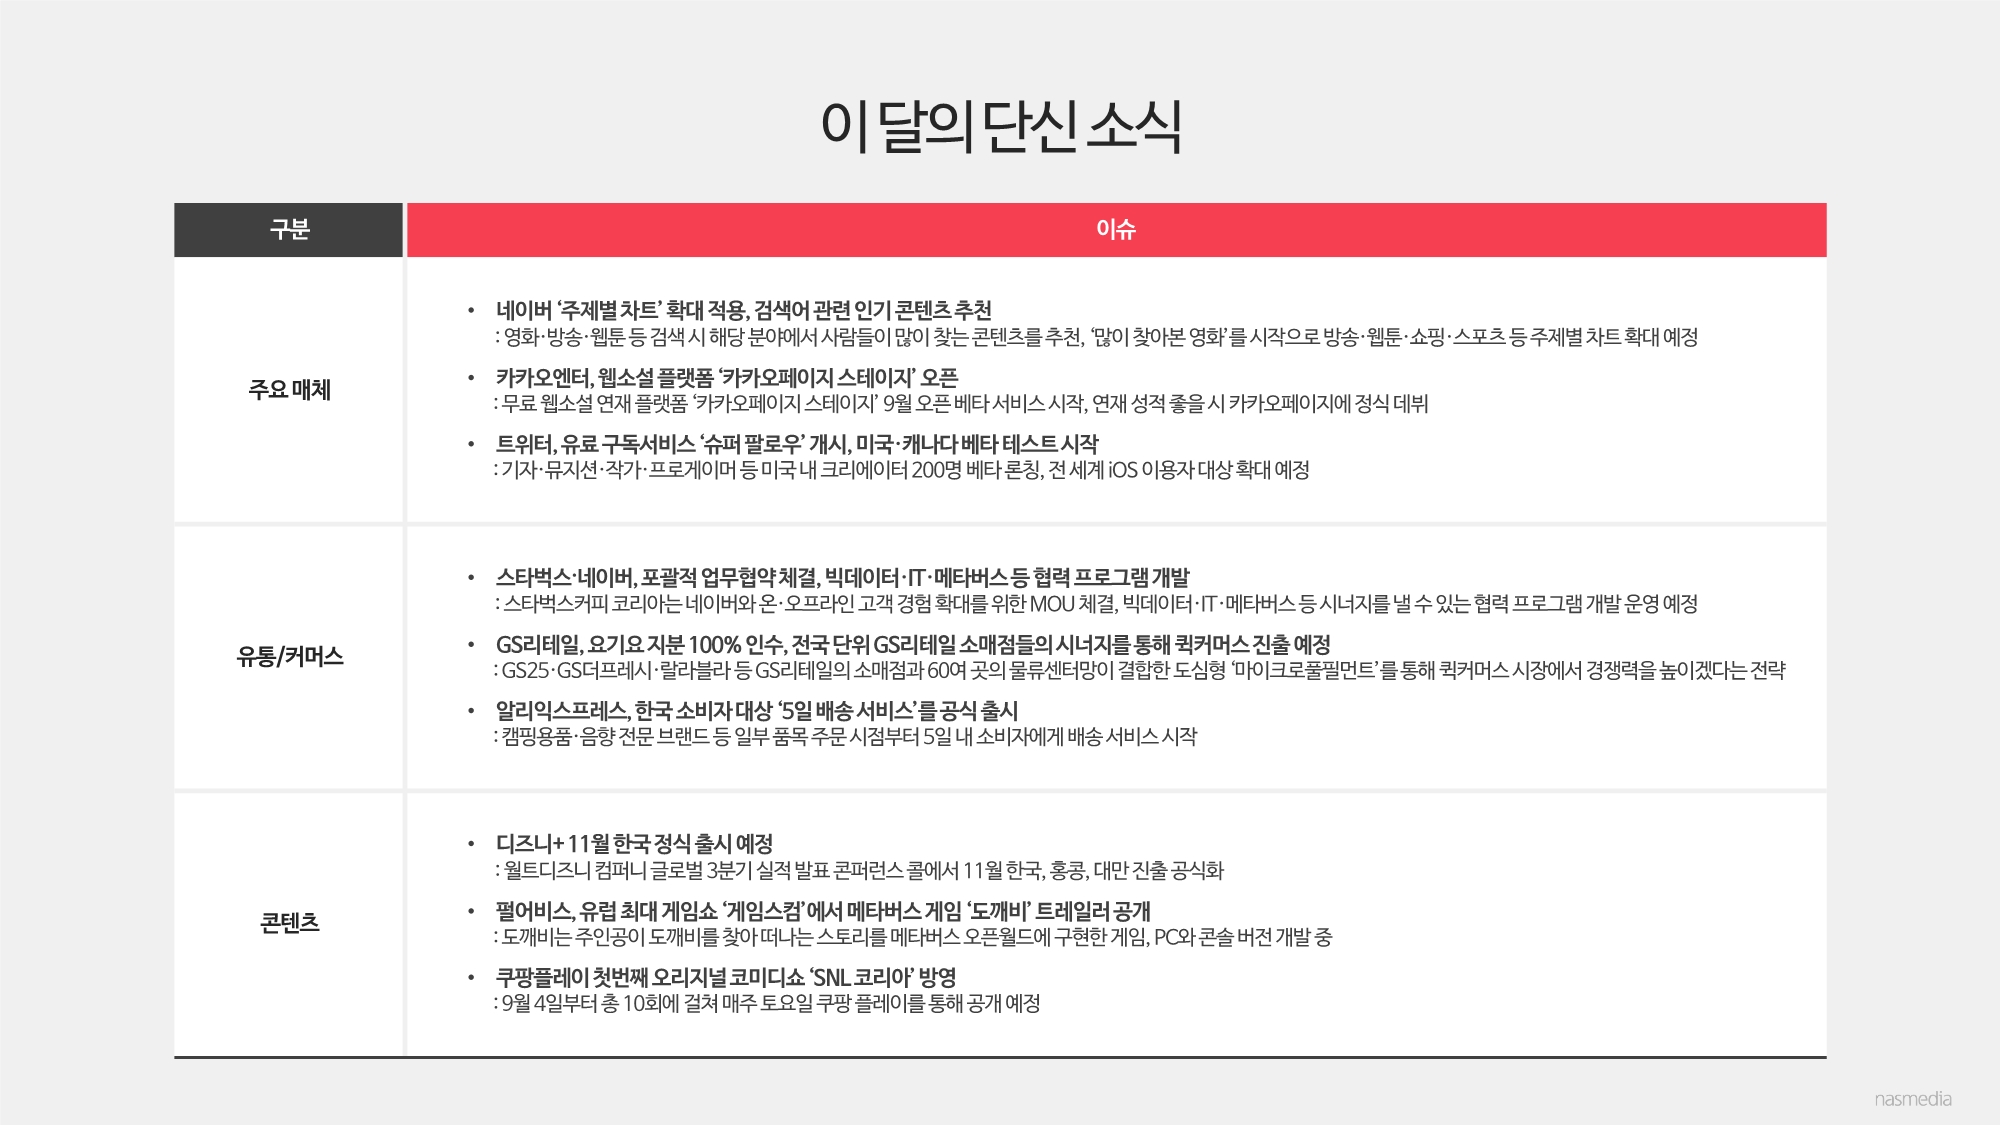 이 달의 단신 소식
구분
이슈
주요 매체
• 네이버 ‘주제별 차트’ 확대 적용, 검색어 관련 인기 콘텐츠 추천
: 영화·방송·웹툰 등 검색 시 해당 분야에서 사람들이 많이 찾는 콘텐츠를 추천, ‘많이 찾아본 영화’를 시작으로 방송·웹툰·쇼핑·스포츠 등 주제별 차트 확대 예정
• 카카오엔터, 웹소설 플랫폼 ‘카카오페이지 스테이지’ 오픈
: 무료 웹소설 연재 플랫폼 ‘카카오페이지 스테이지’ 9월 오픈 베타 서비스 시작, 연재 성적 좋을 시 카카오페이지에 정식 데뷔
• 트위터, 유료 구독서비스 ‘슈퍼 팔로우’ 개시, 미국·캐나다 베타 테스트 시작
: 기자·뮤지션·작가·프로게이머 등 미국 내 크리에이터 200명 베타 론칭, 전 세계 iOS 이용자 대상 확대 예정
유통/커머스
• 스타벅스·네이버, 포괄적 업무협약 체결, 빅데이터·IT·메타버스 등 협력 프로그램 개발
: 스타벅스커피 코리아는 네이버와 온·오프라인 고객 경험 확대를 위한 MOU 체결, 빅데이터·IT·메타버스 등 시너지를 낼 수 있는 협력 프로그램 개발 운영 예정
• GS리테일, 요기요 지분 100% 인수, 전국 단위 GS리테일 소매점들의 시너지를 통해 퀵커머스 진출 예정
: GS25·GS더프레시·랄라블라 등 GS리테일의 소매점과 60여 곳의 물류센터망이 결합한 도심형 ‘마이크로풀필먼트’를 통해 퀵커머스 시장에서 경쟁력을 높이겠다는 전략
• 알리익스프레스, 한국 소비자 대상 ‘5일 배송 서비스’를 공식 출시
: 캠핑용품·음향 전문 브랜드 등 일부 품목 주문 시점부터 5일 내 소비자에게 배송 서비스 시작
콘텐츠
• 디즈니+ 11월 한국 정식 출시 예정
: 월트디즈니 컴퍼니 글로벌 3분기 실적 발표 콘퍼런스 콜에서 11월 한국, 홍콩, 대만 진출 공식화
• 펄어비스, 유럽 최대 게임쇼 ‘게임스컴’에서 메타버스 게임 ‘도깨비’ 트레일러 공개
: 도깨비는 주인공이 도깨비를 찾아 떠나는 스토리를 메타버스 오픈월드에 구현한 게임, PC와 콘솔 버전 개발 중
• 쿠팡플레이 첫번째 오리지널 코미디쇼 ‘SNL 코리아’ 방영
: 9월 4일부터 총 10회에 걸쳐 매주 토요일 쿠팡 플레이를 통해 공개 예정
nasmedia